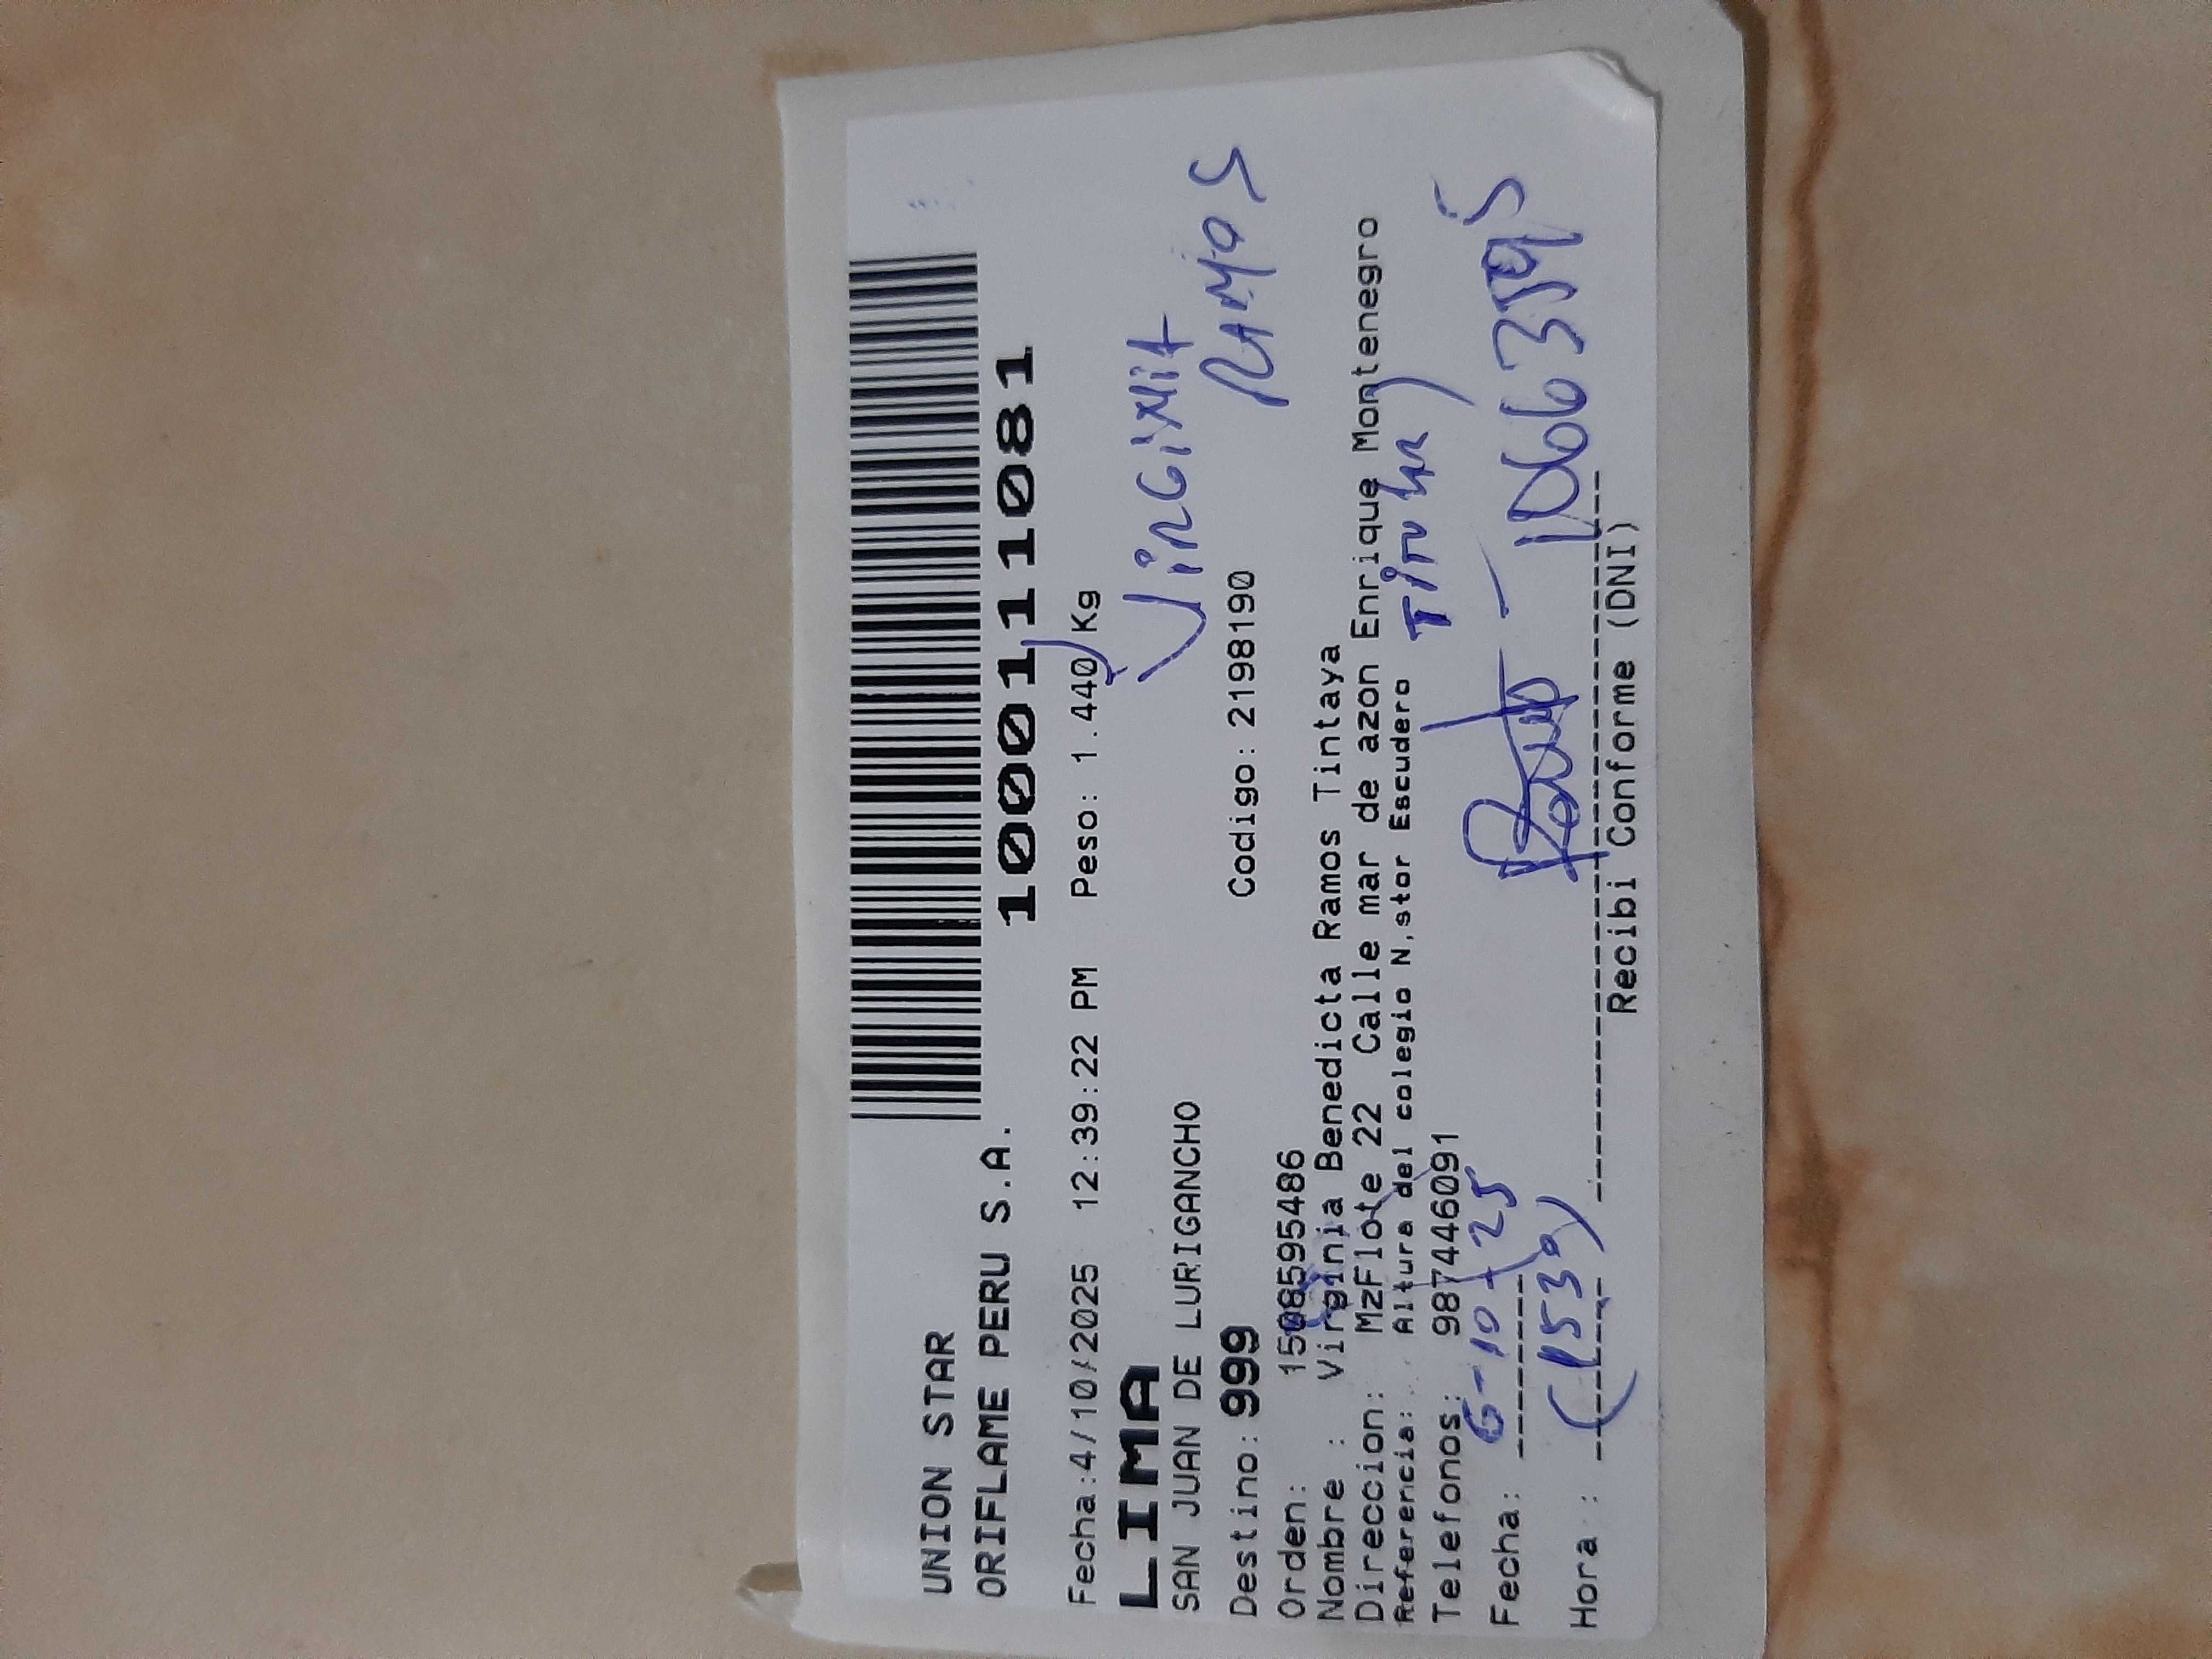 UNION STAR
ORIFLAME PERU S.A.
1000111081
Fecha:4/10/2025 12:39:22 PM Peso: 1.440 Kg
LIMA
SAN JUAN DE LURIGANCHO
VirGiNiA
RAMOS
Destino: 999 Codigo: 2198190
Orden: 1508595486
Nombre : Virginia Benedicta Ramos Tintaya
Direccion: MzFlote 22 Calle mar de azon Enrique Montenegro
Referencia: Altura del colegio N,stor Escudero
Telefonos: 987446091
Fecha: 6-10-25
Hora : (1530)
Recibi Conforme (DNI)